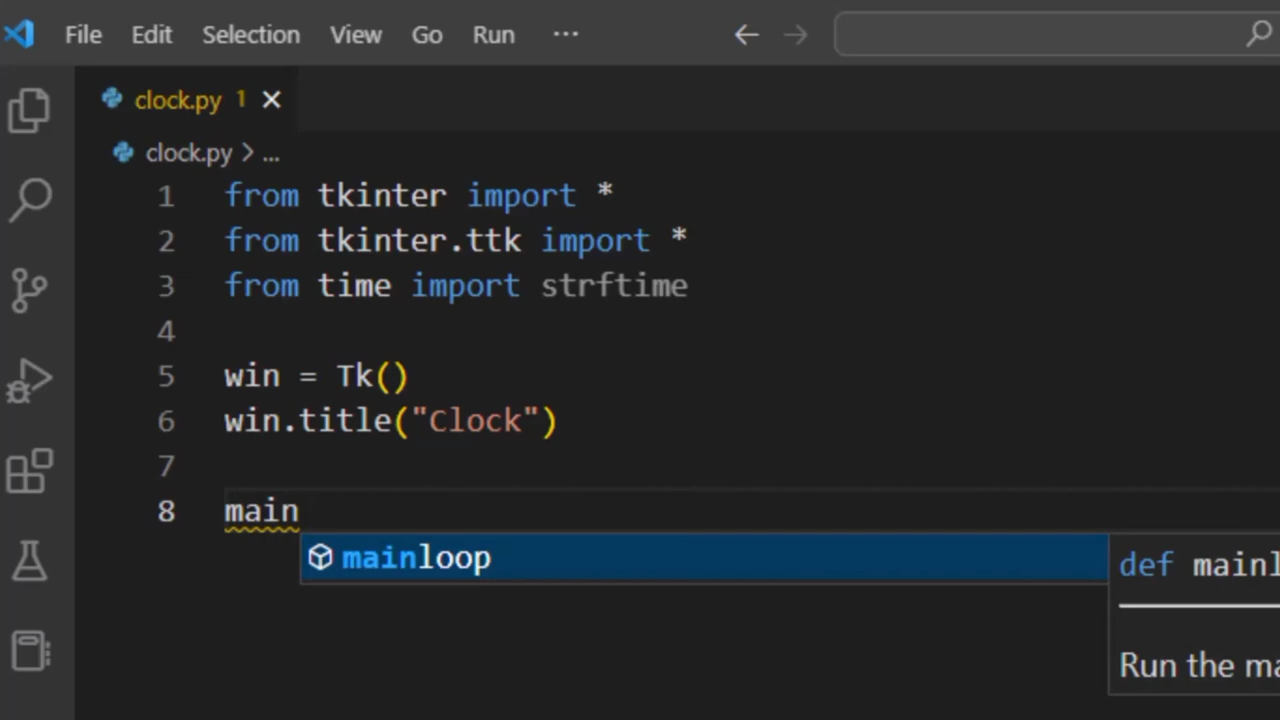 File Edit Selection View Go Run ...
clock.py 1
clock.py > ...
1 from tkinter import *
2 from tkinter.ttk import *
3 from time import strftime
4
5 win = Tk()
6 win.title("Clock")
7
8 main
mainloop
def mainl
Run the ma